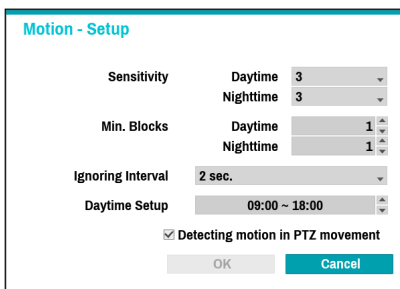 Motion - Setup
Sensitivity Daytime 3
Nighttime 3
Min. Blocks Daytime 1
Nighttime 1
Ignoring Interval 2 sec.
Daytime Setup 09:00 ~ 18:00
Detecting motion in PTZ movement
OK Cancel